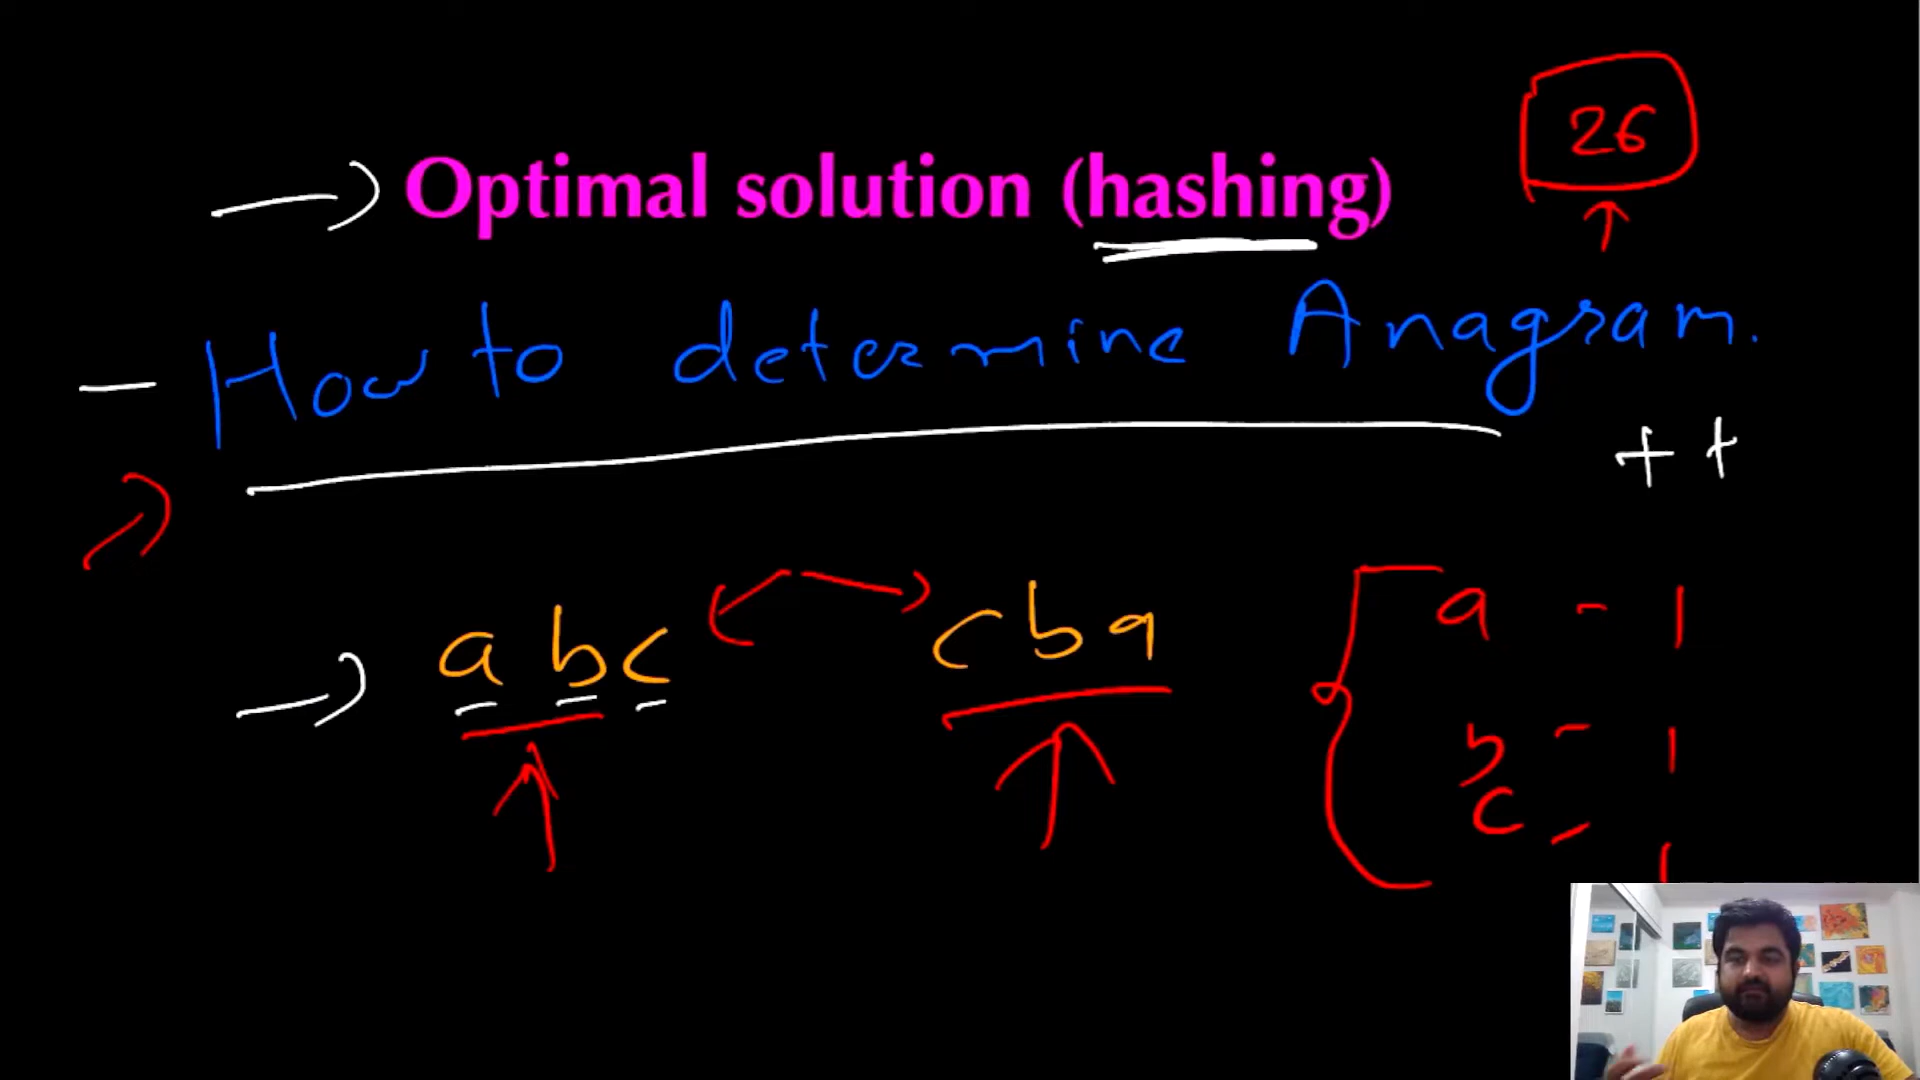 26
Optimal solution (hashing)
How to determine Anagram.
++
abc cba
a - 1
b - 1
c - 1